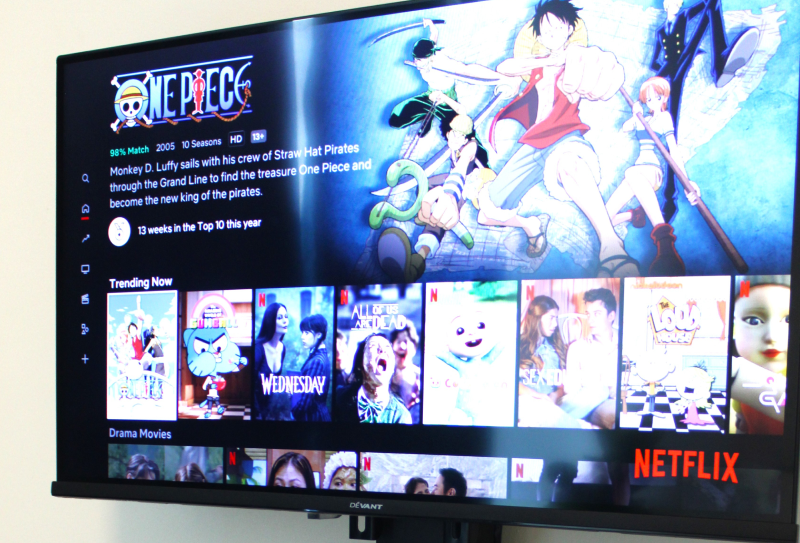 ONE PIECE
98% Match 2005 10 Seasons HD 13+
Monkey D. Luffy sails with his crew of Straw Hat Pirates
through the Grand Line to find the treasure One Piece and
become the new king of the pirates.
13 weeks in the Top 10 this year
Trending Now
GUMBALL
WEDNESDAY
ALL OF US
ARE DEAD
Drama Movies
NETFLIX
DEVANT